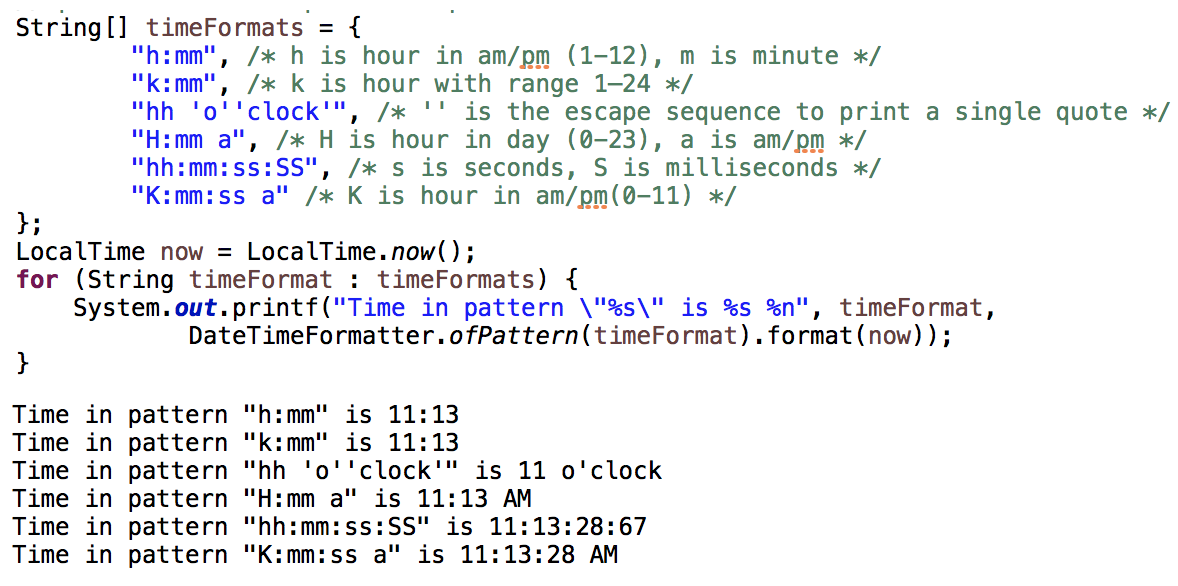 String[] timeFormats = {
"h:mm", /* h is hour in am/pm (1–12), m is minute */
"k:mm", /* k is hour with range 1–24 */
"hh 'o''clock'", /* '' is the escape sequence to print a single quote */
"H:mm a", /* H is hour in day (0–23), a is am/pm */
"hh:mm:ss:SS", /* s is seconds, S is milliseconds */
"K:mm:ss a" /* K is hour in am/pm(0–11) */
};
LocalTime now = LocalTime.now();
for (String timeFormat : timeFormats) {
System.out.printf("Time in pattern \"%s\" is %s %n", timeFormat,
DateTimeFormatter.ofPattern(timeFormat).format(now));
}
Time in pattern "h:mm" is 11:13
Time in pattern "k:mm" is 11:13
Time in pattern "hh 'o''clock'" is 11 o'clock
Time in pattern "H:mm a" is 11:13 AM
Time in pattern "hh:mm:ss:SS" is 11:13:28:67
Time in pattern "K:mm:ss a" is 11:13:28 AM